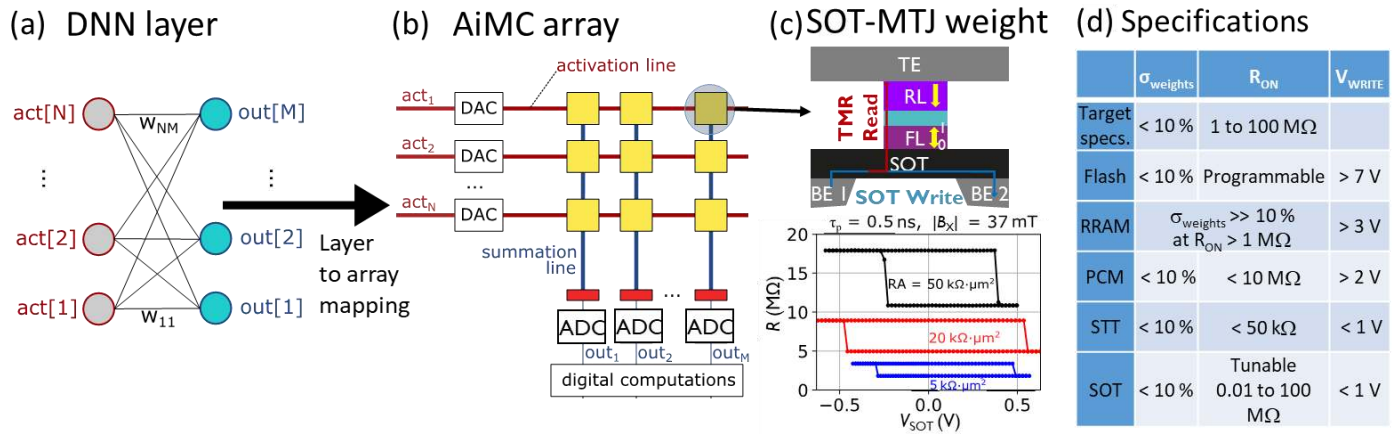 (a) DNN layer
act[N]
out[M]
w_NM
⋮
⋮
act[2]
out[2]
act[1]
out[1]
w_11
Layer
to array
mapping
(b) AiMC array
activation line
act_1
DAC
act_2
DAC
...
act_N
DAC
summation
line
...
ADC
ADC
ADC
out_1
out_2
out_M
digital computations
(c) SOT-MTJ weight
TE
TMR
Read
RL
FL
1
0
SOT
BE 1
SOT Write
BE 2
τ_p = 0.5 ns, |B_X| = 37 mT
20
15
10
5
0
R (MΩ)
RA = 50 kΩ·µm²
20 kΩ·µm²
5 kΩ·µm²
−0.5
0.0
0.5
V_SOT (V)
(d) Specifications
σ_weights
R_ON
V_WRITE
Target
specs.
< 10 %
1 to 100 MΩ
Flash
< 10%
Programmable
> 7 V
RRAM
σ_weights >> 10 %
at R_ON > 1 MΩ
> 3 V
PCM
< 10%
< 10 MΩ
> 2 V
STT
< 10%
< 50 kΩ
< 1 V
SOT
< 10 %
Tunable
0.01 to 100
MΩ
< 1 V